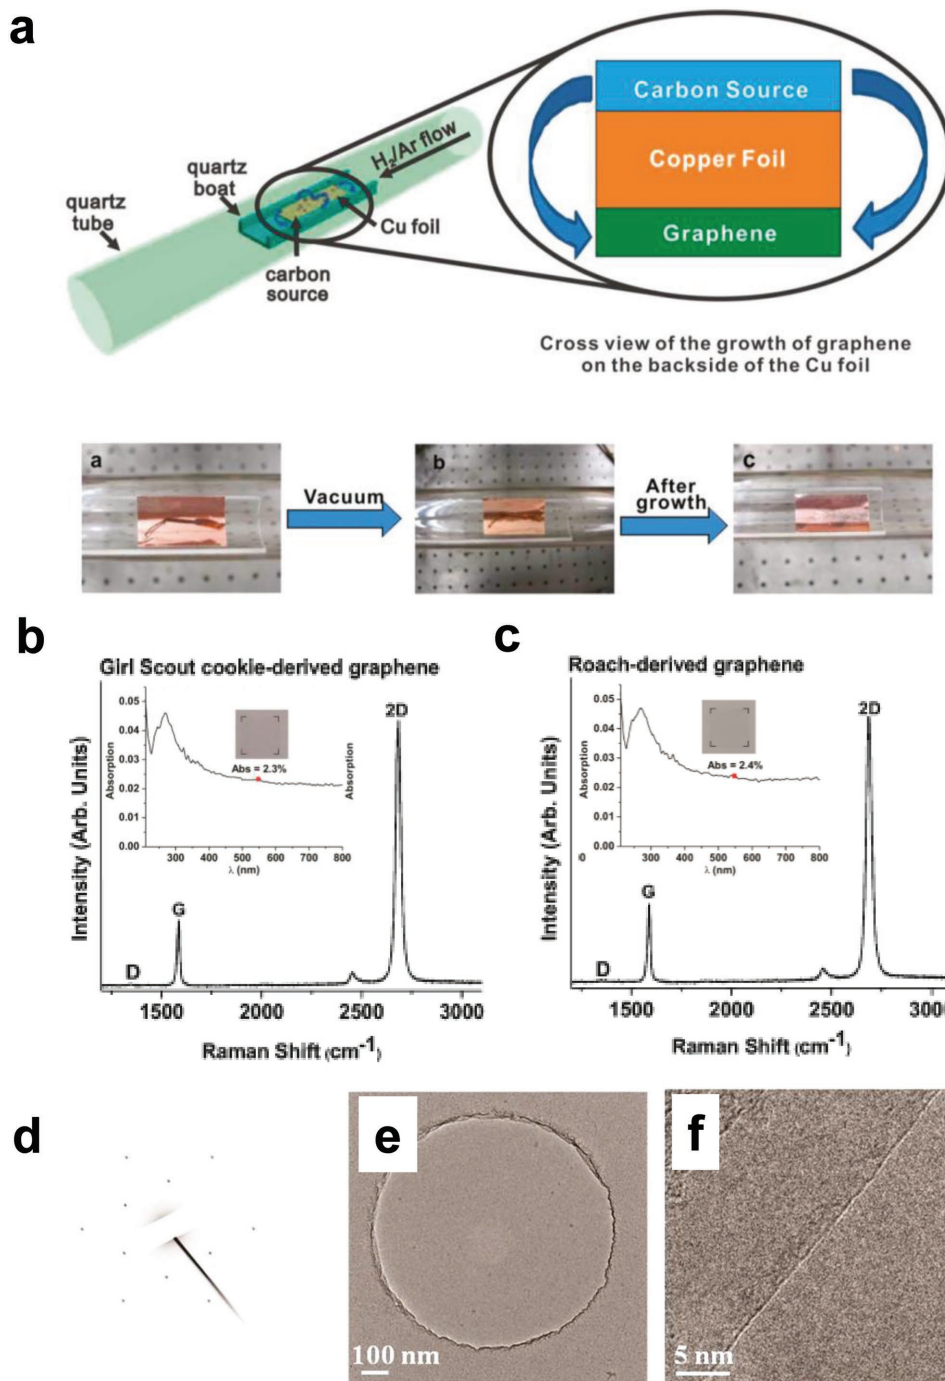 a
quartz
tube
quartz
boat
H2/Ar flow
Cu foil
carbon
source
Carbon Source
Copper Foil
Graphene
Cross view of the growth of graphene
on the backside of the Cu foil
a
Vacuum
b
After
growth
c
b
Girl Scout cookie-derived graphene
Intensity (Arb. Units)
Absorption
0.05
0.04
0.03
0.02
0.01
0.00
300
400
500
600
700
800
λ (nm)
Abs = 2.3%
Absorption
D
G
2D
1500
2000
2500
3000
Raman Shift (cm-1)
c
Roach-derived graphene
Intensity (Arb. Units)
0.05
0.04
0.03
0.02
0.01
0.00
0
300
400
500
600
700
800
λ (nm)
Abs = 2.4%
D
G
2D
1500
2000
2500
3000
Raman Shift (cm-1)
d
e
100 nm
f
5 nm